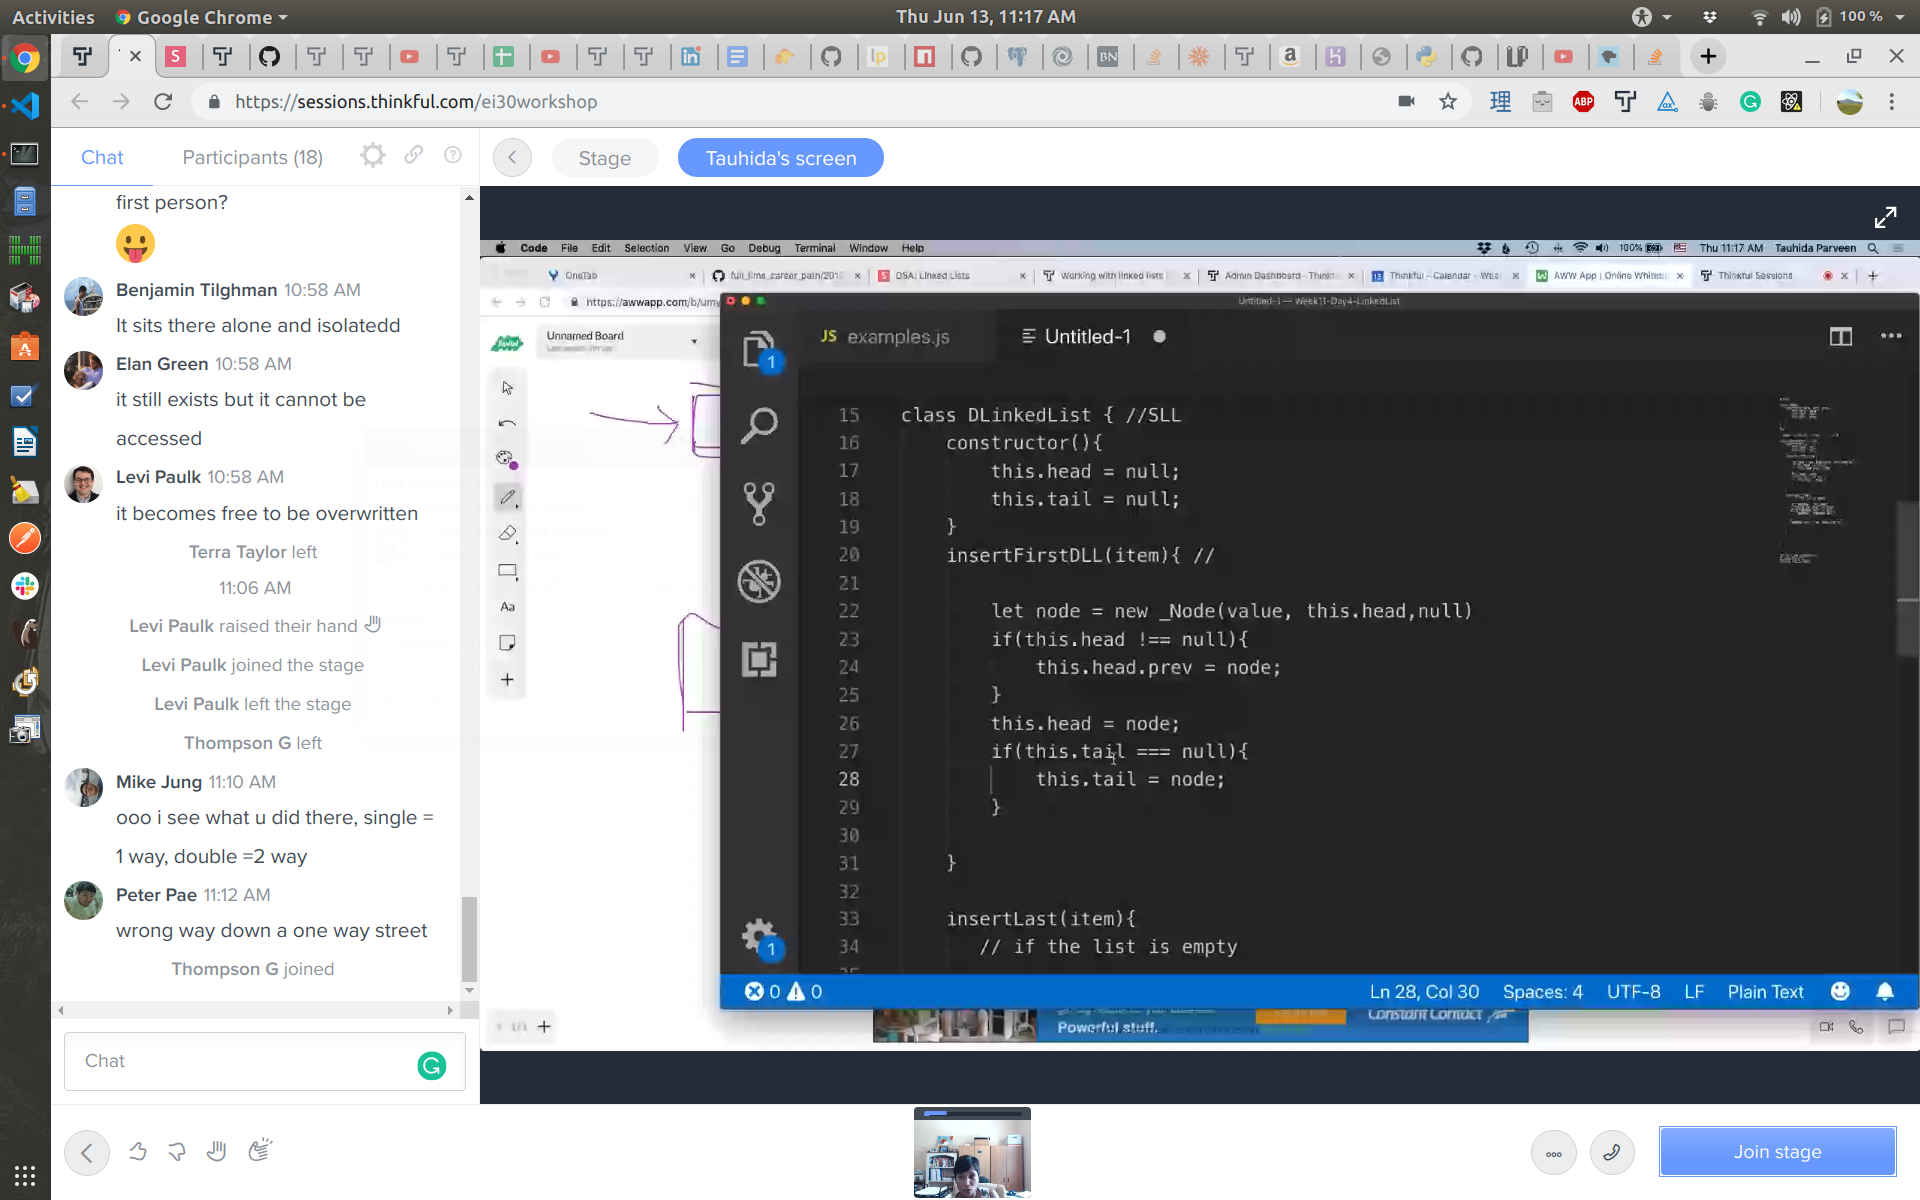 Activities
Google Chrome
Thu Jun 13, 11:17 AM
100 %
https://sessions.thinkful.com/ei30workshop
Chat
Participants (18)
Stage
Tauhida's screen
first person?
Benjamin Tilghman 10:58 AM
It sits there alone and isolatedd
Elan Green 10:58 AM
it still exists but it cannot be
accessed
Levi Paulk 10:58 AM
it becomes free to be overwritten
Terra Taylor left
11:06 AM
Levi Paulk raised their hand
Levi Paulk joined the stage
Levi Paulk left the stage
Thompson G left
Mike Jung 11:10 AM
ooo i see what u did there, single =
1 way, double =2 way
Peter Pae 11:12 AM
wrong way down a one way street
Thompson G joined
Chat
Code File Edit Selection View Go Debug Terminal Window Help
100% Thu 11:17 AM Tauhida Parveen
OneTab
full_time_career_path/201
DSA: Linked Lists
Working with linked lists
Admin Dashboard - Think
Thinkful - Calendar - Wee
AWW App | Online White
Thinkful Sessions
https://awwapp.com/b/umy
Untitled-1 — Week11-Day4-LinkedList
Unnamed Board
Aa
1/1
JS examples.js
Untitled-1
1
15 class DLinkedList { //SLL
16 constructor(){
17 this.head = null;
18 this.tail = null;
19 }
20 insertFirstDLL(item){ //
21
22 let node = new _Node(value, this.head,null)
23 if(this.head !== null){
24 this.head.prev = node;
25 }
26 this.head = node;
27 if(this.tail === null){
28 this.tail = node;
29 }
30
31 }
32
33 insertLast(item){
34 // if the list is empty
1
0 0
Ln 28, Col 30 Spaces: 4 UTF-8 LF Plain Text
Powerful stuff.
Constant Contact
Join stage